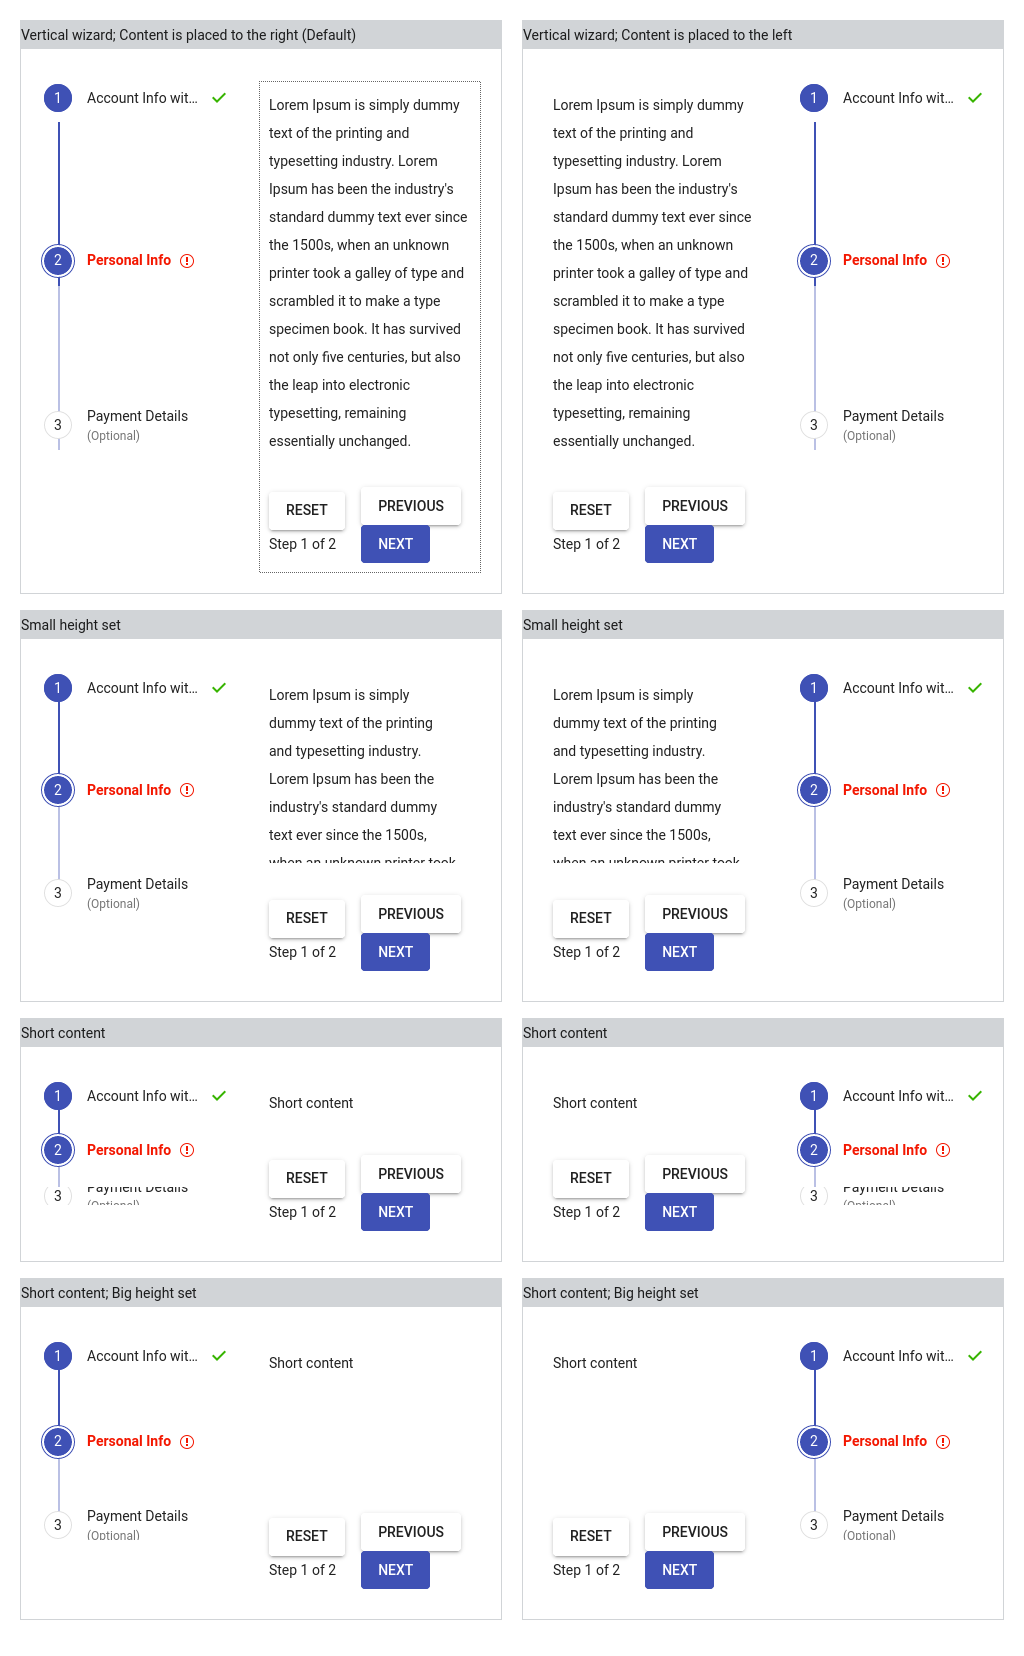 Vertical wizard; Content is placed to the right (Default)
1 Account Info wit...
2 Personal Info
3 Payment Details
(Optional)
Lorem Ipsum is simply dummy
text of the printing and
typesetting industry. Lorem
Ipsum has been the industry's
standard dummy text ever since
the 1500s, when an unknown
printer took a galley of type and
scrambled it to make a type
specimen book. It has survived
not only five centuries, but also
the leap into electronic
typesetting, remaining
essentially unchanged.
RESET
PREVIOUS
Step 1 of 2
NEXT
Vertical wizard; Content is placed to the left
Lorem Ipsum is simply dummy
text of the printing and
typesetting industry. Lorem
Ipsum has been the industry's
standard dummy text ever since
the 1500s, when an unknown
printer took a galley of type and
scrambled it to make a type
specimen book. It has survived
not only five centuries, but also
the leap into electronic
typesetting, remaining
essentially unchanged.
RESET
PREVIOUS
Step 1 of 2
NEXT
1 Account Info wit...
2 Personal Info
3 Payment Details
(Optional)
Small height set
1 Account Info wit...
2 Personal Info
3 Payment Details
(Optional)
Lorem Ipsum is simply
dummy text of the printing
and typesetting industry.
Lorem Ipsum has been the
industry's standard dummy
text ever since the 1500s,
when an unknown printer took
RESET
PREVIOUS
Step 1 of 2
NEXT
Small height set
Lorem Ipsum is simply
dummy text of the printing
and typesetting industry.
Lorem Ipsum has been the
industry's standard dummy
text ever since the 1500s,
when an unknown printer took
RESET
PREVIOUS
Step 1 of 2
NEXT
1 Account Info wit...
2 Personal Info
3 Payment Details
(Optional)
Short content
1 Account Info wit...
2 Personal Info
3 Payment Details
(Optional)
Short content
RESET
PREVIOUS
Step 1 of 2
NEXT
Short content
Short content
RESET
PREVIOUS
Step 1 of 2
NEXT
1 Account Info wit...
2 Personal Info
3 Payment Details
(Optional)
Short content; Big height set
1 Account Info wit...
2 Personal Info
3 Payment Details
(Optional)
Short content
RESET
PREVIOUS
Step 1 of 2
NEXT
Short content; Big height set
Short content
RESET
PREVIOUS
Step 1 of 2
NEXT
1 Account Info wit...
2 Personal Info
3 Payment Details
(Optional)